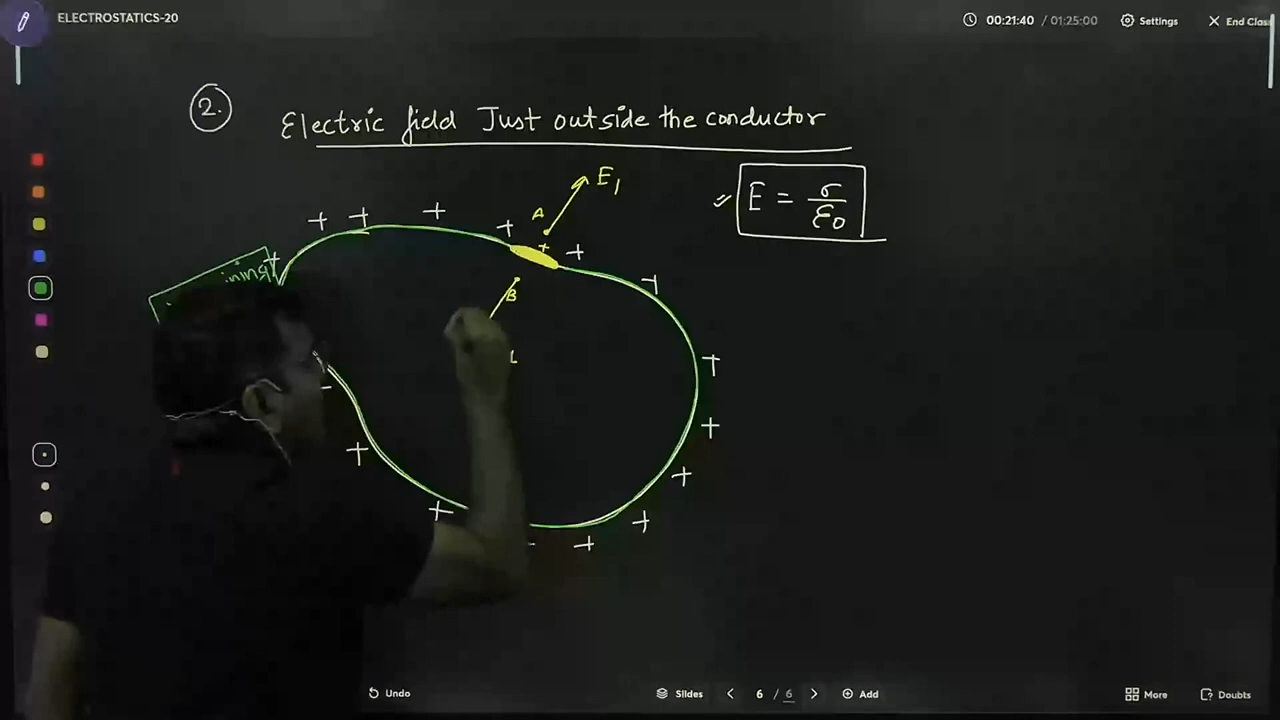 ELECTROSTATICS-20
00:21:40 / 01:25:00
Settings
End Clas
2.
Electric field Just outside the conductor
E₁
A
E = σ/ε₀
+ + + + + +
B
Undo
Slides
6 / 6
Add
More
Doubts